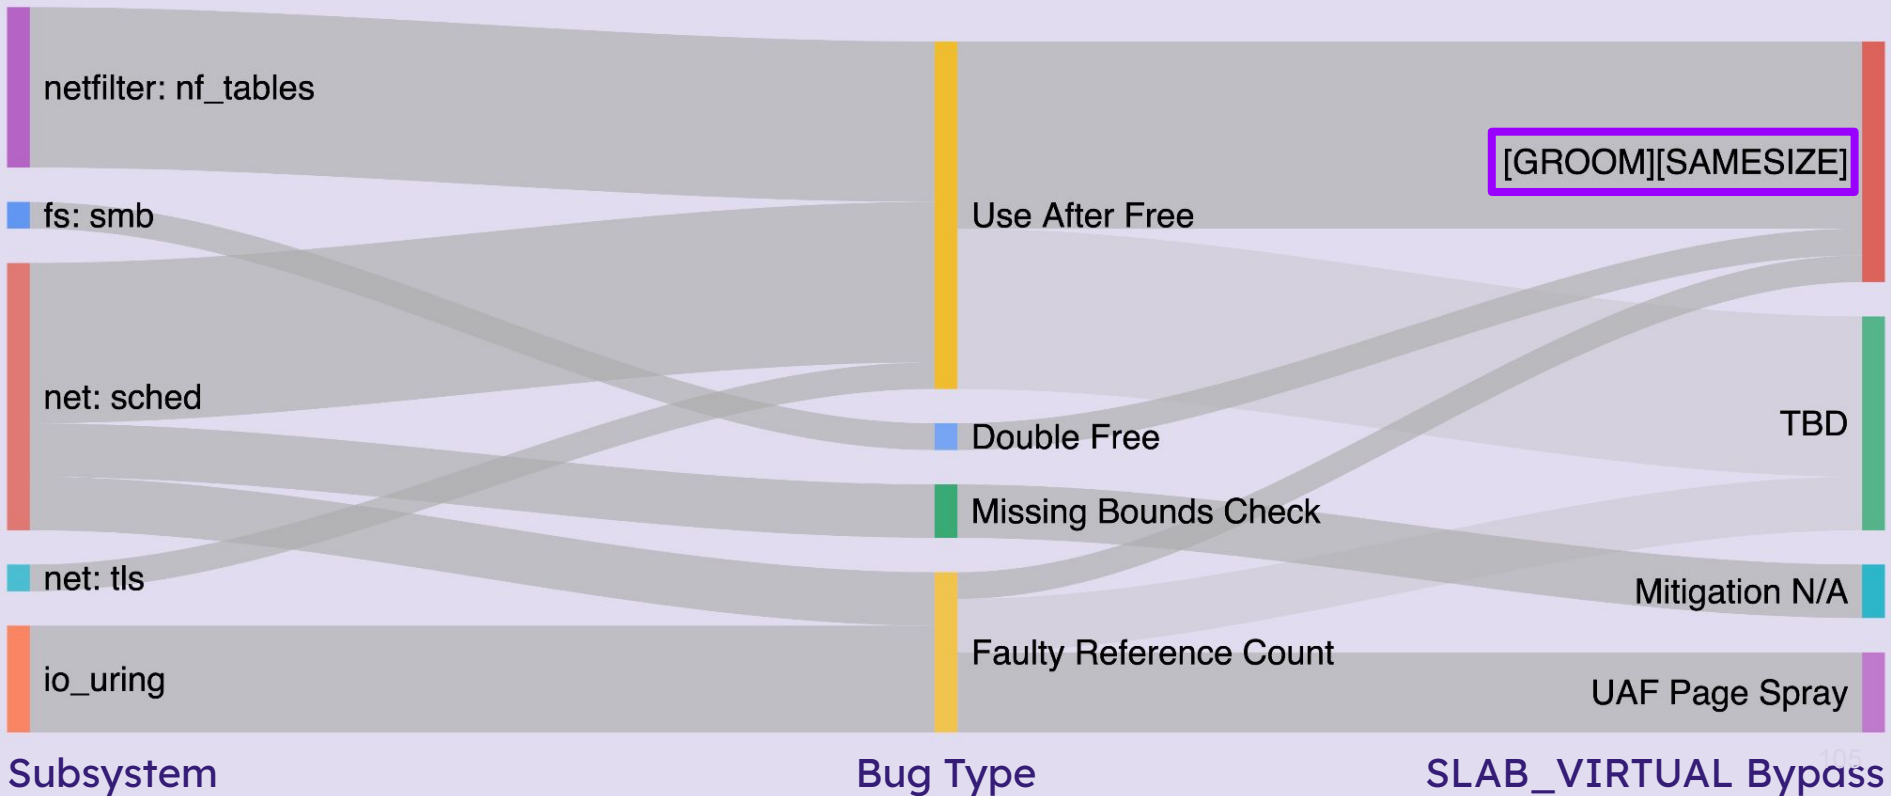 netfilter: nf_tables
fs: smb
net: sched
net: tls
io_uring
Subsystem
Use After Free
Double Free
Missing Bounds Check
Faulty Reference Count
Bug Type
[GROOM][SAMESIZE]
TBD
Mitigation N/A
UAF Page Spray
105
SLAB_VIRTUAL Bypass